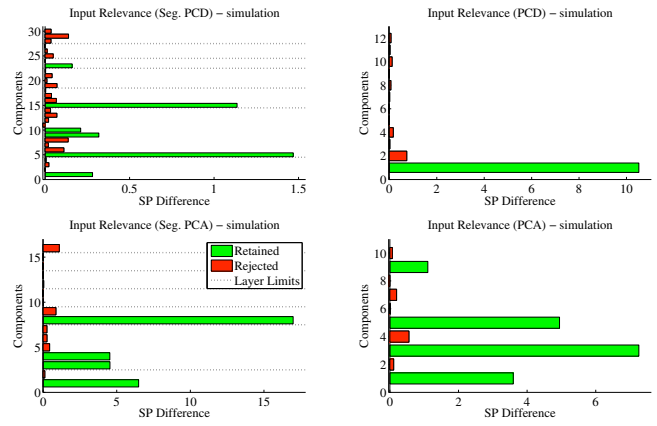 Input Relevance (Seg. PCD) − simulation
30
25
20
15
10
5
0
Components
0 0.5 1 1.5
SP Difference
Input Relevance (PCD) − simulation
12
10
8
6
4
2
0
Components
0 2 4 6 8 10
SP Difference
Input Relevance (Seg. PCA) − simulation
15
10
5
0
Components
Retained
Rejected
Layer Limits
0 5 10 15
SP Difference
Input Relevance (PCA) − simulation
10
8
6
4
2
0
Components
0 2 4 6
SP Difference